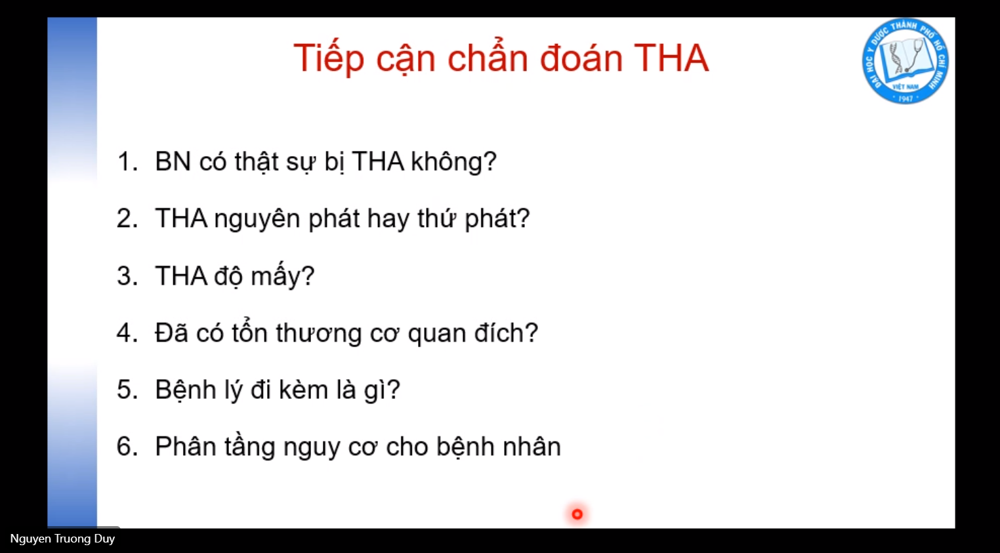 Tiếp cận chẩn đoán THA
ĐẠI HỌC Y DƯỢC THÀNH PHỐ HỒ CHÍ MINH
VIỆT NAM
1947
1. BN có thật sự bị THA không?
2. THA nguyên phát hay thứ phát?
3. THA độ mấy?
4. Đã có tổn thương cơ quan đích?
5. Bệnh lý đi kèm là gì?
6. Phân tầng nguy cơ cho bệnh nhân
Nguyen Truong Duy